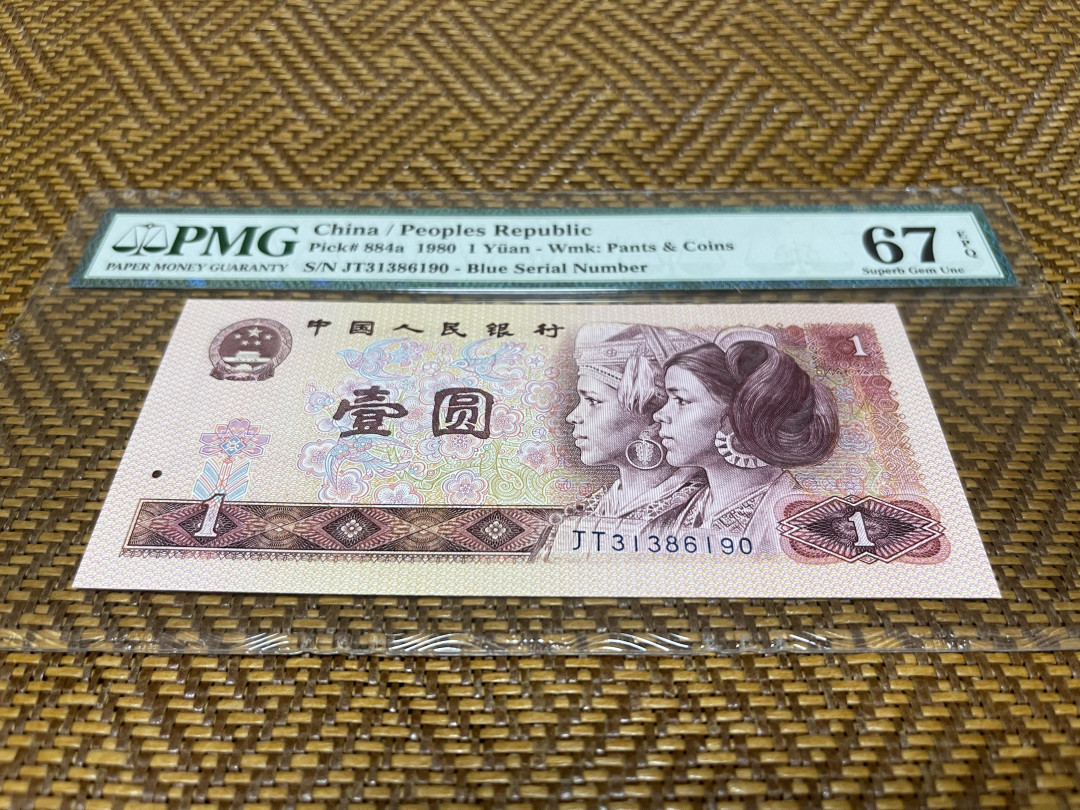 PMG
PAPER MONEY GUARANTY
China / Peoples Republic
Pick# 884a 1980 1 Yüan - Wmk: Pants & Coins
S/N JT31386190 - Blue Serial Number
67
EPQ
Superb Gem Unc
中国人民银行
壹圆
1
1
JT31386190
1